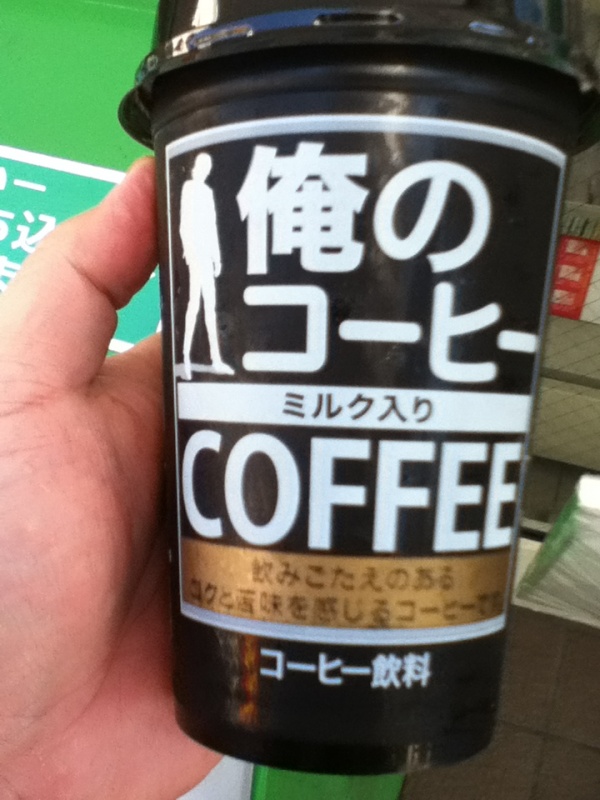 俺の
コーヒー
ミルク入り
COFFEE
飲みごたえのある
コクと苦味を感じるコーヒーです
コーヒー飲料